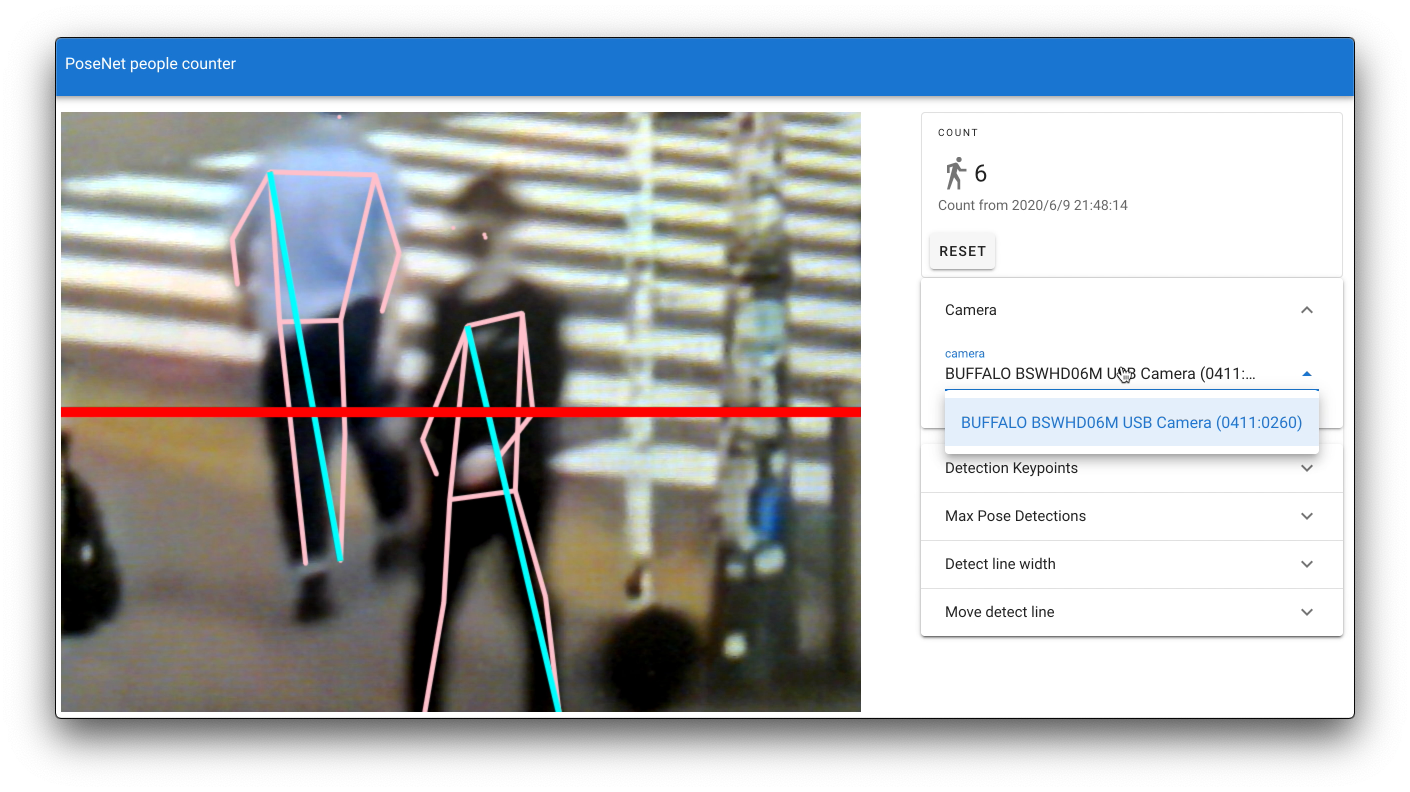 PoseNet people counter
COUNT
6
Count from 2020/6/9 21:48:14
RESET
Camera
camera
BUFFALO BSWHD06M USB Camera (0411:...
BUFFALO BSWHD06M USB Camera (0411:0260)
Detection Keypoints
Max Pose Detections
Detect line width
Move detect line